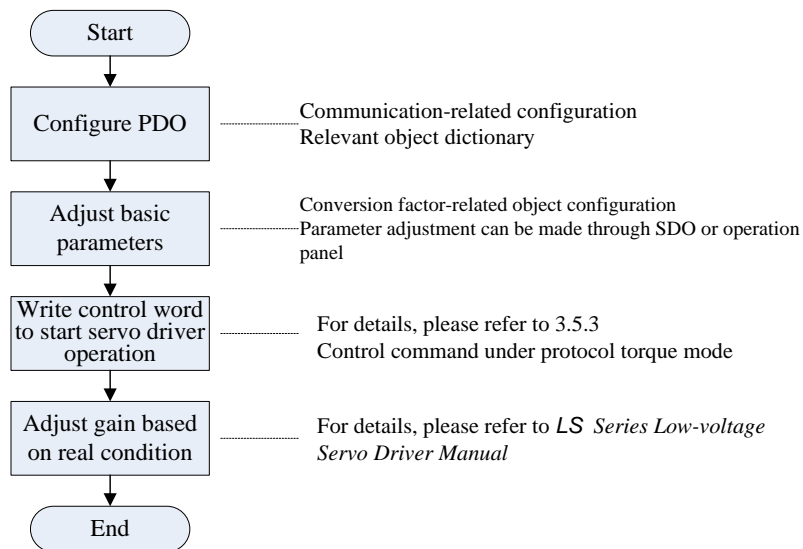 Start
Configure PDO
Communication-related configuration
Relevant object dictionary
Adjust basic
parameters
Conversion factor-related object configuration
Parameter adjustment can be made through SDO or operation
panel
Write control word
to start servo driver
operation
For details, please refer to 3.5.3
Control command under protocol torque mode
Adjust gain based
on real condition
For details, please refer to LS Series Low-voltage
Servo Driver Manual
End